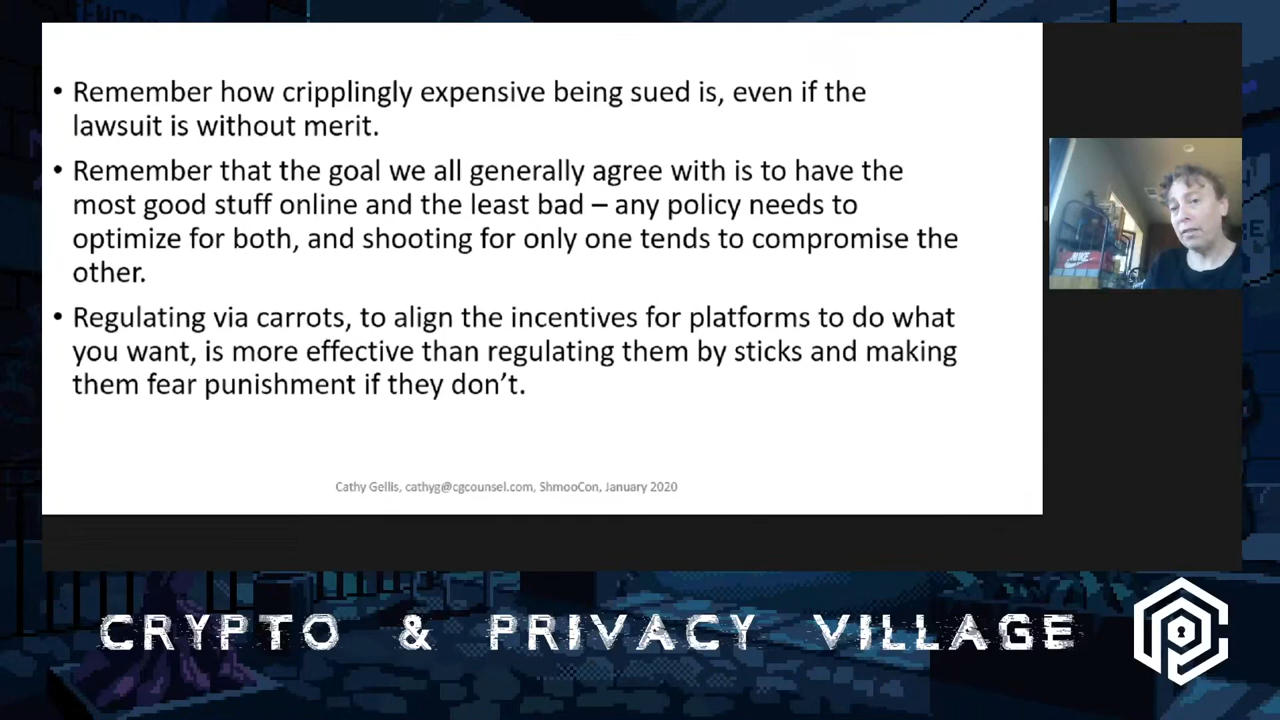 • Remember how cripplingly expensive being sued is, even if the
lawsuit is without merit.
• Remember that the goal we all generally agree with is to have the
most good stuff online and the least bad – any policy needs to
optimize for both, and shooting for only one tends to compromise the
other.
• Regulating via carrots, to align the incentives for platforms to do what
you want, is more effective than regulating them by sticks and making
them fear punishment if they don’t.
Cathy Gellis, cathyg@cgcounsel.com, ShmooCon, January 2020
CRYPTO & PRIVACY VILLAGE